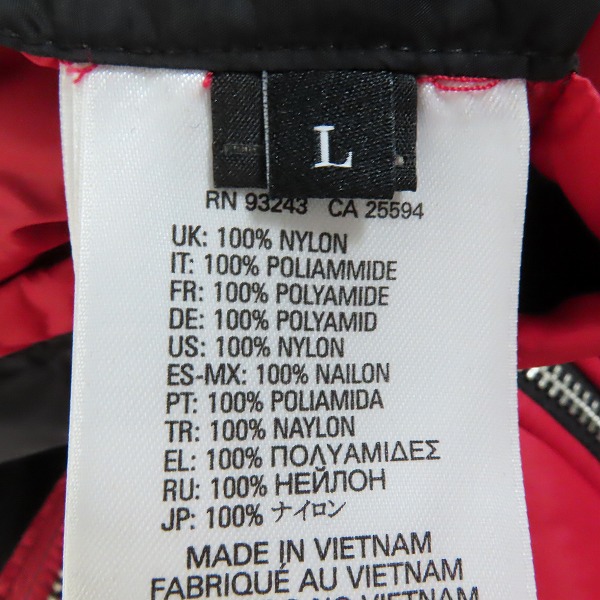 L
RN 93243 CA 25594
UK: 100% NYLON
IT: 100% POLIAMMIDE
FR: 100% POLYAMIDE
DE: 100% POLYAMID
US: 100% NYLON
ES-MX: 100% NAILON
PT: 100% POLIAMIDA
TR: 100% NAYLON
EL: 100% ΠΟΛΥΑΜΙΔΕΣ
RU: 100% НЕЙЛОН
JP: 100% ナイロン
MADE IN VIETNAM
FABRIQUÉ AU VIETNAM